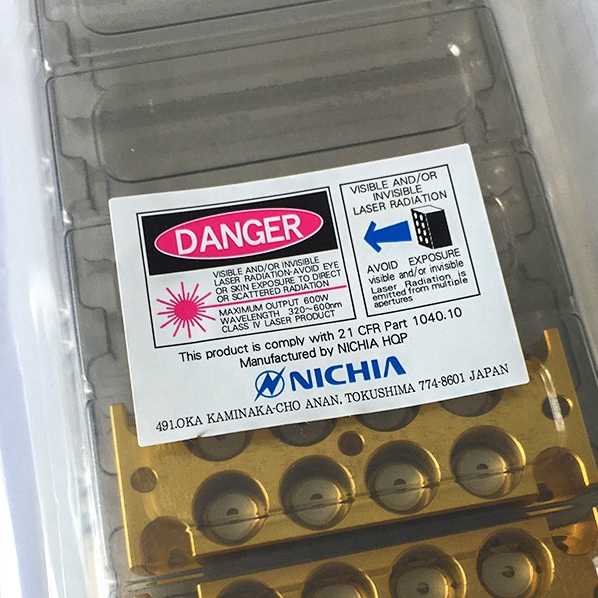 DANGER
VISIBLE AND/OR INVISIBLE
LASER RADIATION-AVOID EYE
OR SKIN EXPOSURE TO DIRECT
OR SCATTERED RADIATION
MAXIMUM OUTPUT 600W
WAVELENGTH 320~600nm
CLASS IV LASER PRODUCT
VISIBLE AND/OR
INVISIBLE
LASER RADIATION
AVOID EXPOSURE
visible and/or invisible
Laser Radiation is
emitted from multiple
apertures
This product is comply with 21 CFR Part 1040.10
Manufactured by NICHIA HQP
NICHIA
491.OKA KAMINAKA-CHO ANAN, TOKUSHIMA 774-8601 JAPAN